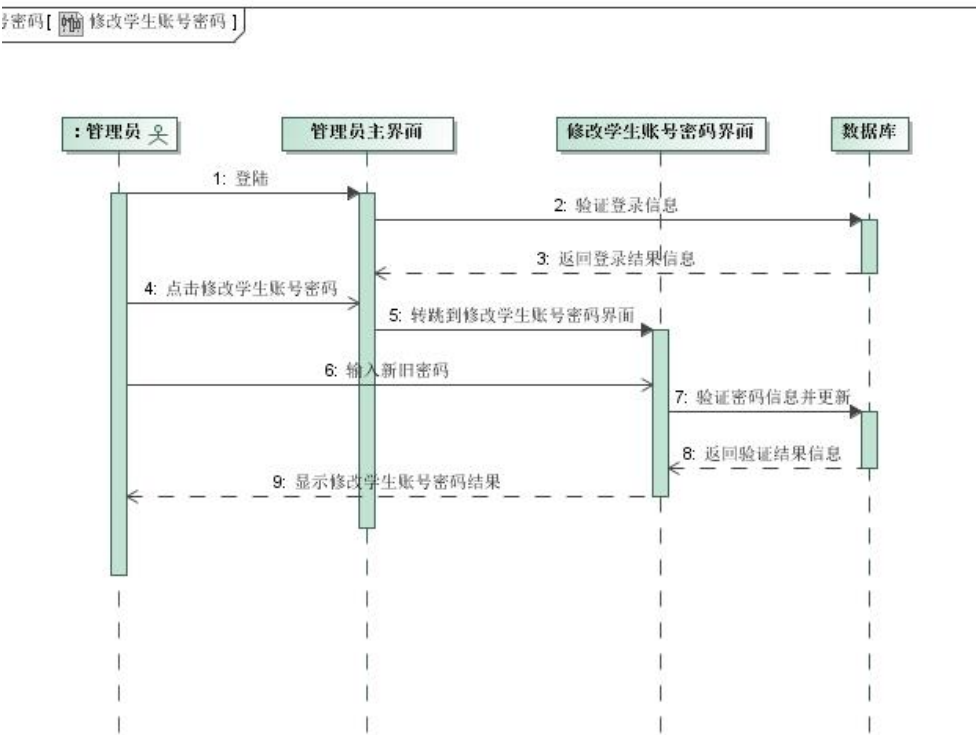 号密码[ 修改学生账号密码 ]
: 管理员
管理员主界面
修改学生账号密码界面
数据库
1: 登陆
2: 验证登录信息
3: 返回登录结果信息
4: 点击修改学生账号密码
5: 转跳到修改学生账号密码界面
6: 输入新旧密码
7: 验证密码信息并更新
8: 返回验证结果信息
9: 显示修改学生账号密码结果